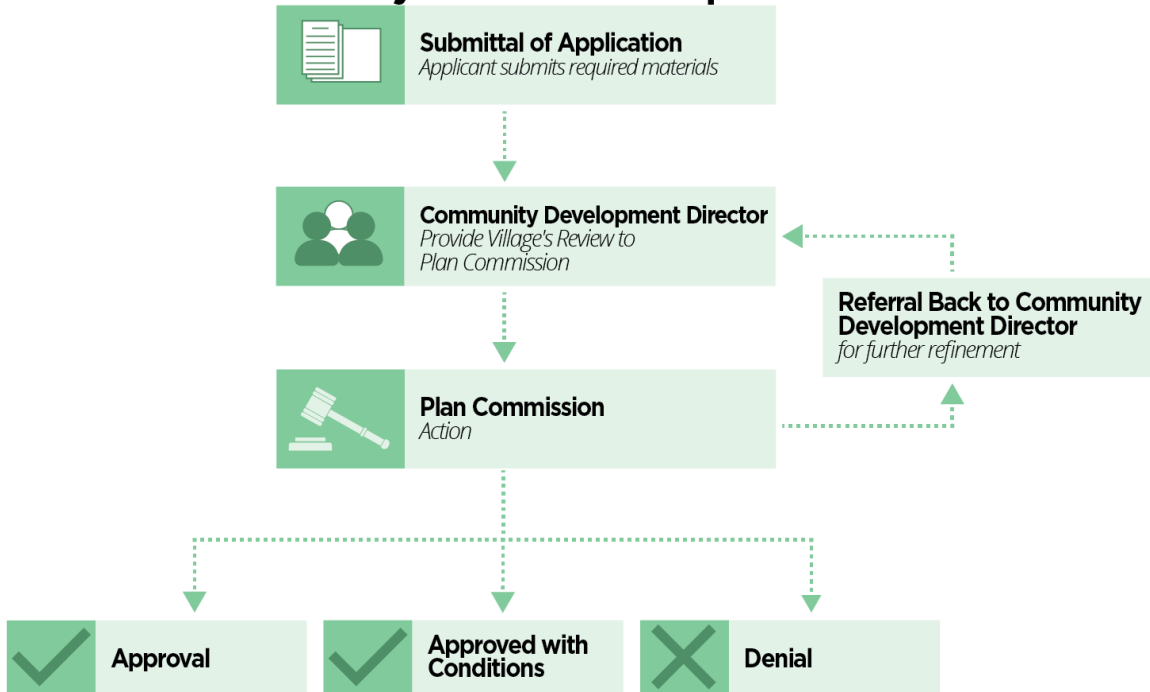 Submittal of Application
Applicant submits required materials
Community Development Director
Provide Village's Review to
Plan Commission
Referral Back to Community
Development Director
for further refinement
Plan Commission
Action
Approval
Approved with
Conditions
Denial